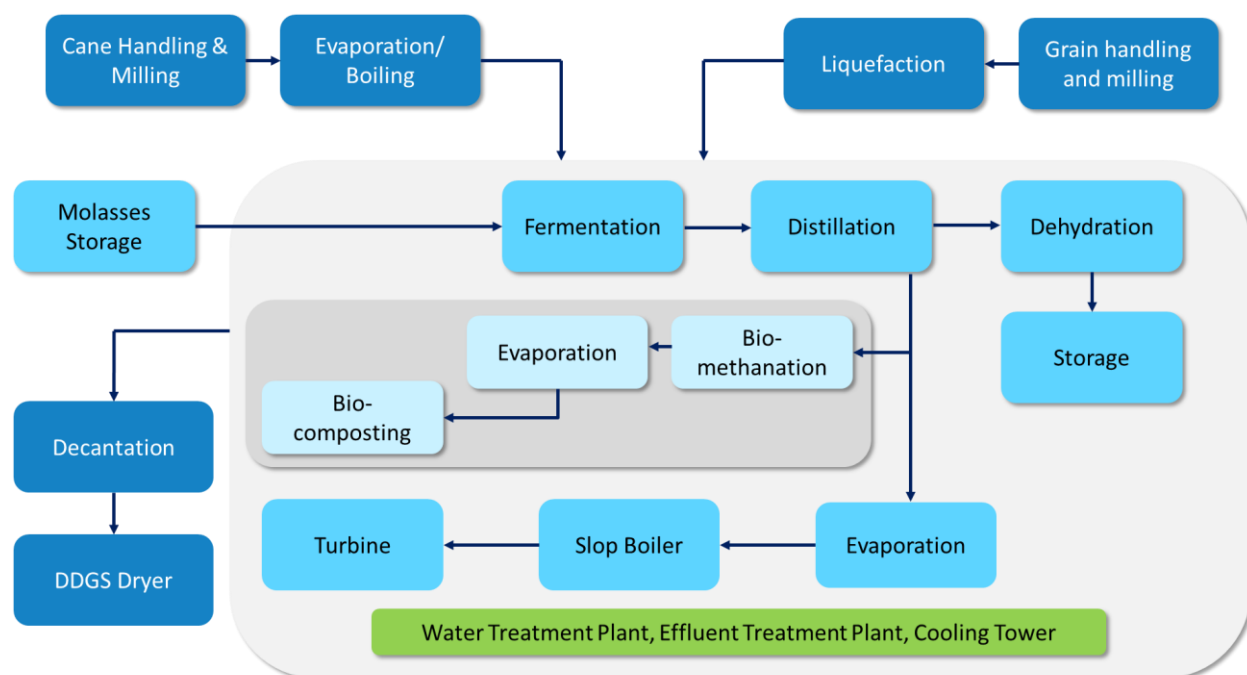 Cane Handling &
Milling
Evaporation/
Boiling
Liquefaction
Grain handling
and milling
Molasses
Storage
Fermentation
Distillation
Dehydration
Storage
Evaporation
Bio-
methanation
Bio-
composting
Decantation
DDGS Dryer
Turbine
Slop Boiler
Evaporation
Water Treatment Plant, Effluent Treatment Plant, Cooling Tower